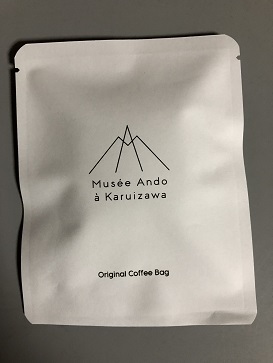 Musée Ando
à Karuizawa
Original Coffee Bag